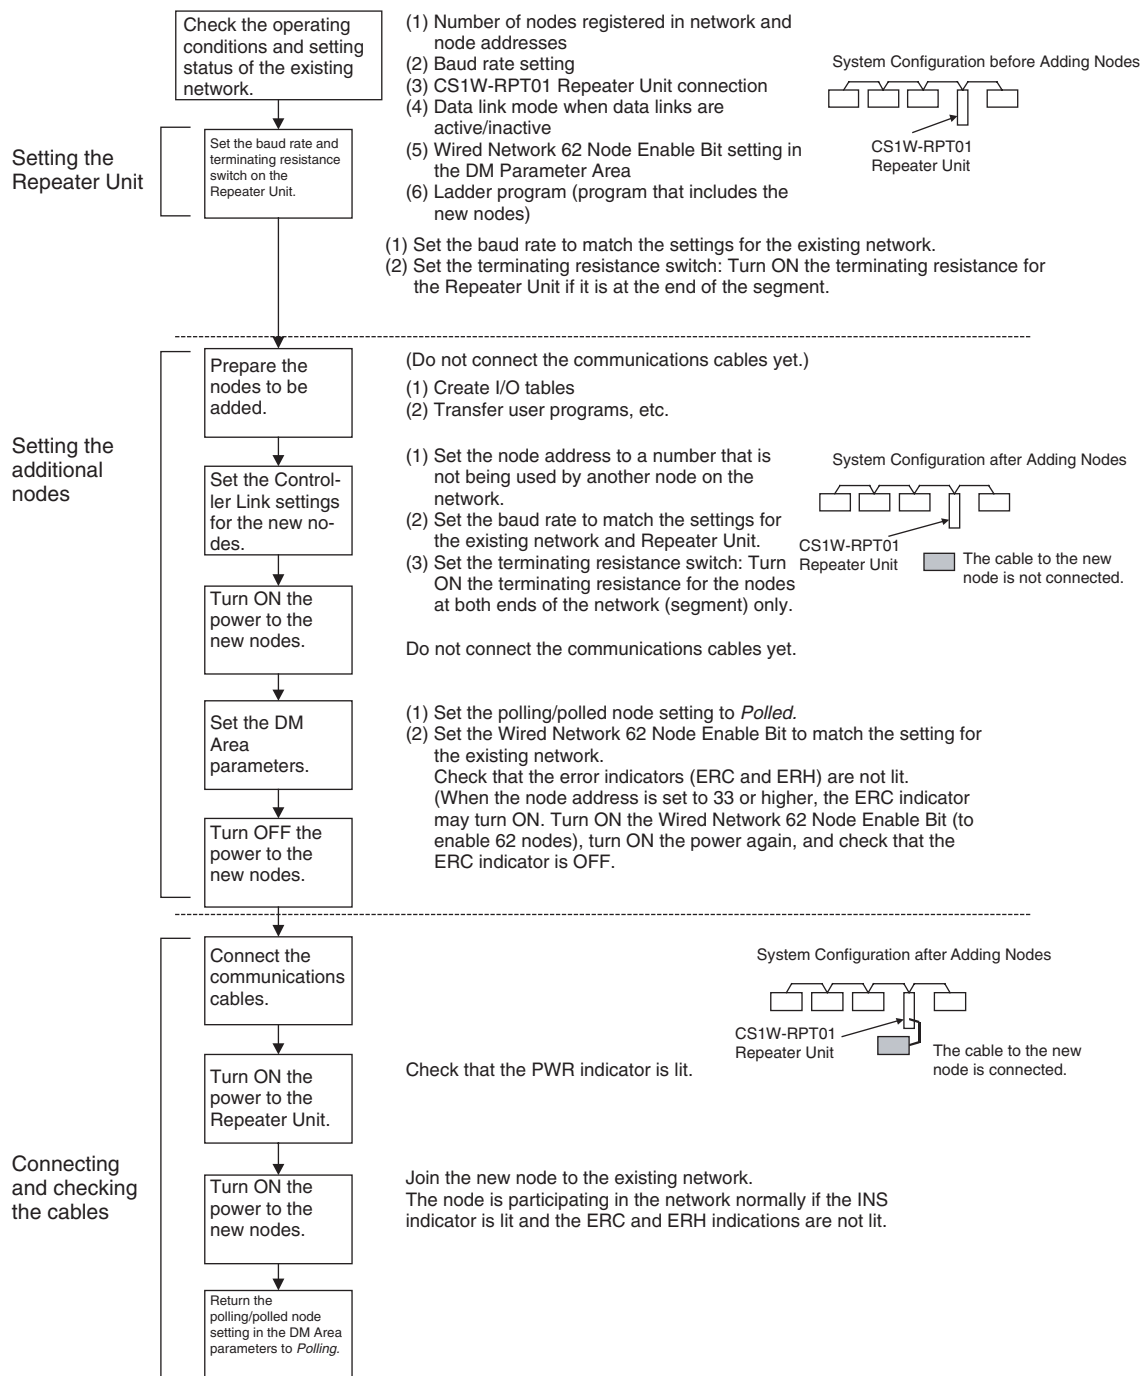 Check the operating
conditions and setting
status of the existing
network.
(1) Number of nodes registered in network and
node addresses
(2) Baud rate setting
(3) CS1W-RPT01 Repeater Unit connection
(4) Data link mode when data links are
active/inactive
(5) Wired Network 62 Node Enable Bit setting in
the DM Parameter Area
(6) Ladder program (program that includes the
new nodes)
System Configuration before Adding Nodes
CS1W-RPT01
Repeater Unit
Setting the
Repeater Unit
Set the baud rate and
terminating resistance
switch on the
Repeater Unit.
(1) Set the baud rate to match the settings for the existing network.
(2) Set the terminating resistance switch: Turn ON the terminating resistance for
the Repeater Unit if it is at the end of the segment.
Setting the
additional
nodes
Prepare the
nodes to be
added.
(Do not connect the communications cables yet.)
(1) Create I/O tables
(2) Transfer user programs, etc.
Set the Control-
ler Link settings
for the new no-
des.
(1) Set the node address to a number that is
not being used by another node on the
network.
(2) Set the baud rate to match the settings for
the existing network and Repeater Unit.
(3) Set the terminating resistance switch: Turn
ON the terminating resistance for the nodes
at both ends of the network (segment) only.
System Configuration after Adding Nodes
CS1W-RPT01
Repeater Unit
The cable to the new
node is not connected.
Turn ON the
power to the
new nodes.
Do not connect the communications cables yet.
Set the DM
Area
parameters.
(1) Set the polling/polled node setting to Polled.
(2) Set the Wired Network 62 Node Enable Bit to match the setting for
the existing network.
Check that the error indicators (ERC and ERH) are not lit.
(When the node address is set to 33 or higher, the ERC indicator
may turn ON. Turn ON the Wired Network 62 Node Enable Bit (to
enable 62 nodes), turn ON the power again, and check that the
ERC indicator is OFF.
Turn OFF the
power to the
new nodes.
Connecting
and checking
the cables
Connect the
communications
cables.
System Configuration after Adding Nodes
CS1W-RPT01
Repeater Unit
The cable to the new
node is connected.
Turn ON the
power to the
Repeater Unit.
Check that the PWR indicator is lit.
Turn ON the
power to the
new nodes.
Join the new node to the existing network.
The node is participating in the network normally if the INS
indicator is lit and the ERC and ERH indications are not lit.
Return the
polling/polled node
setting in the DM Area
parameters to Polling.